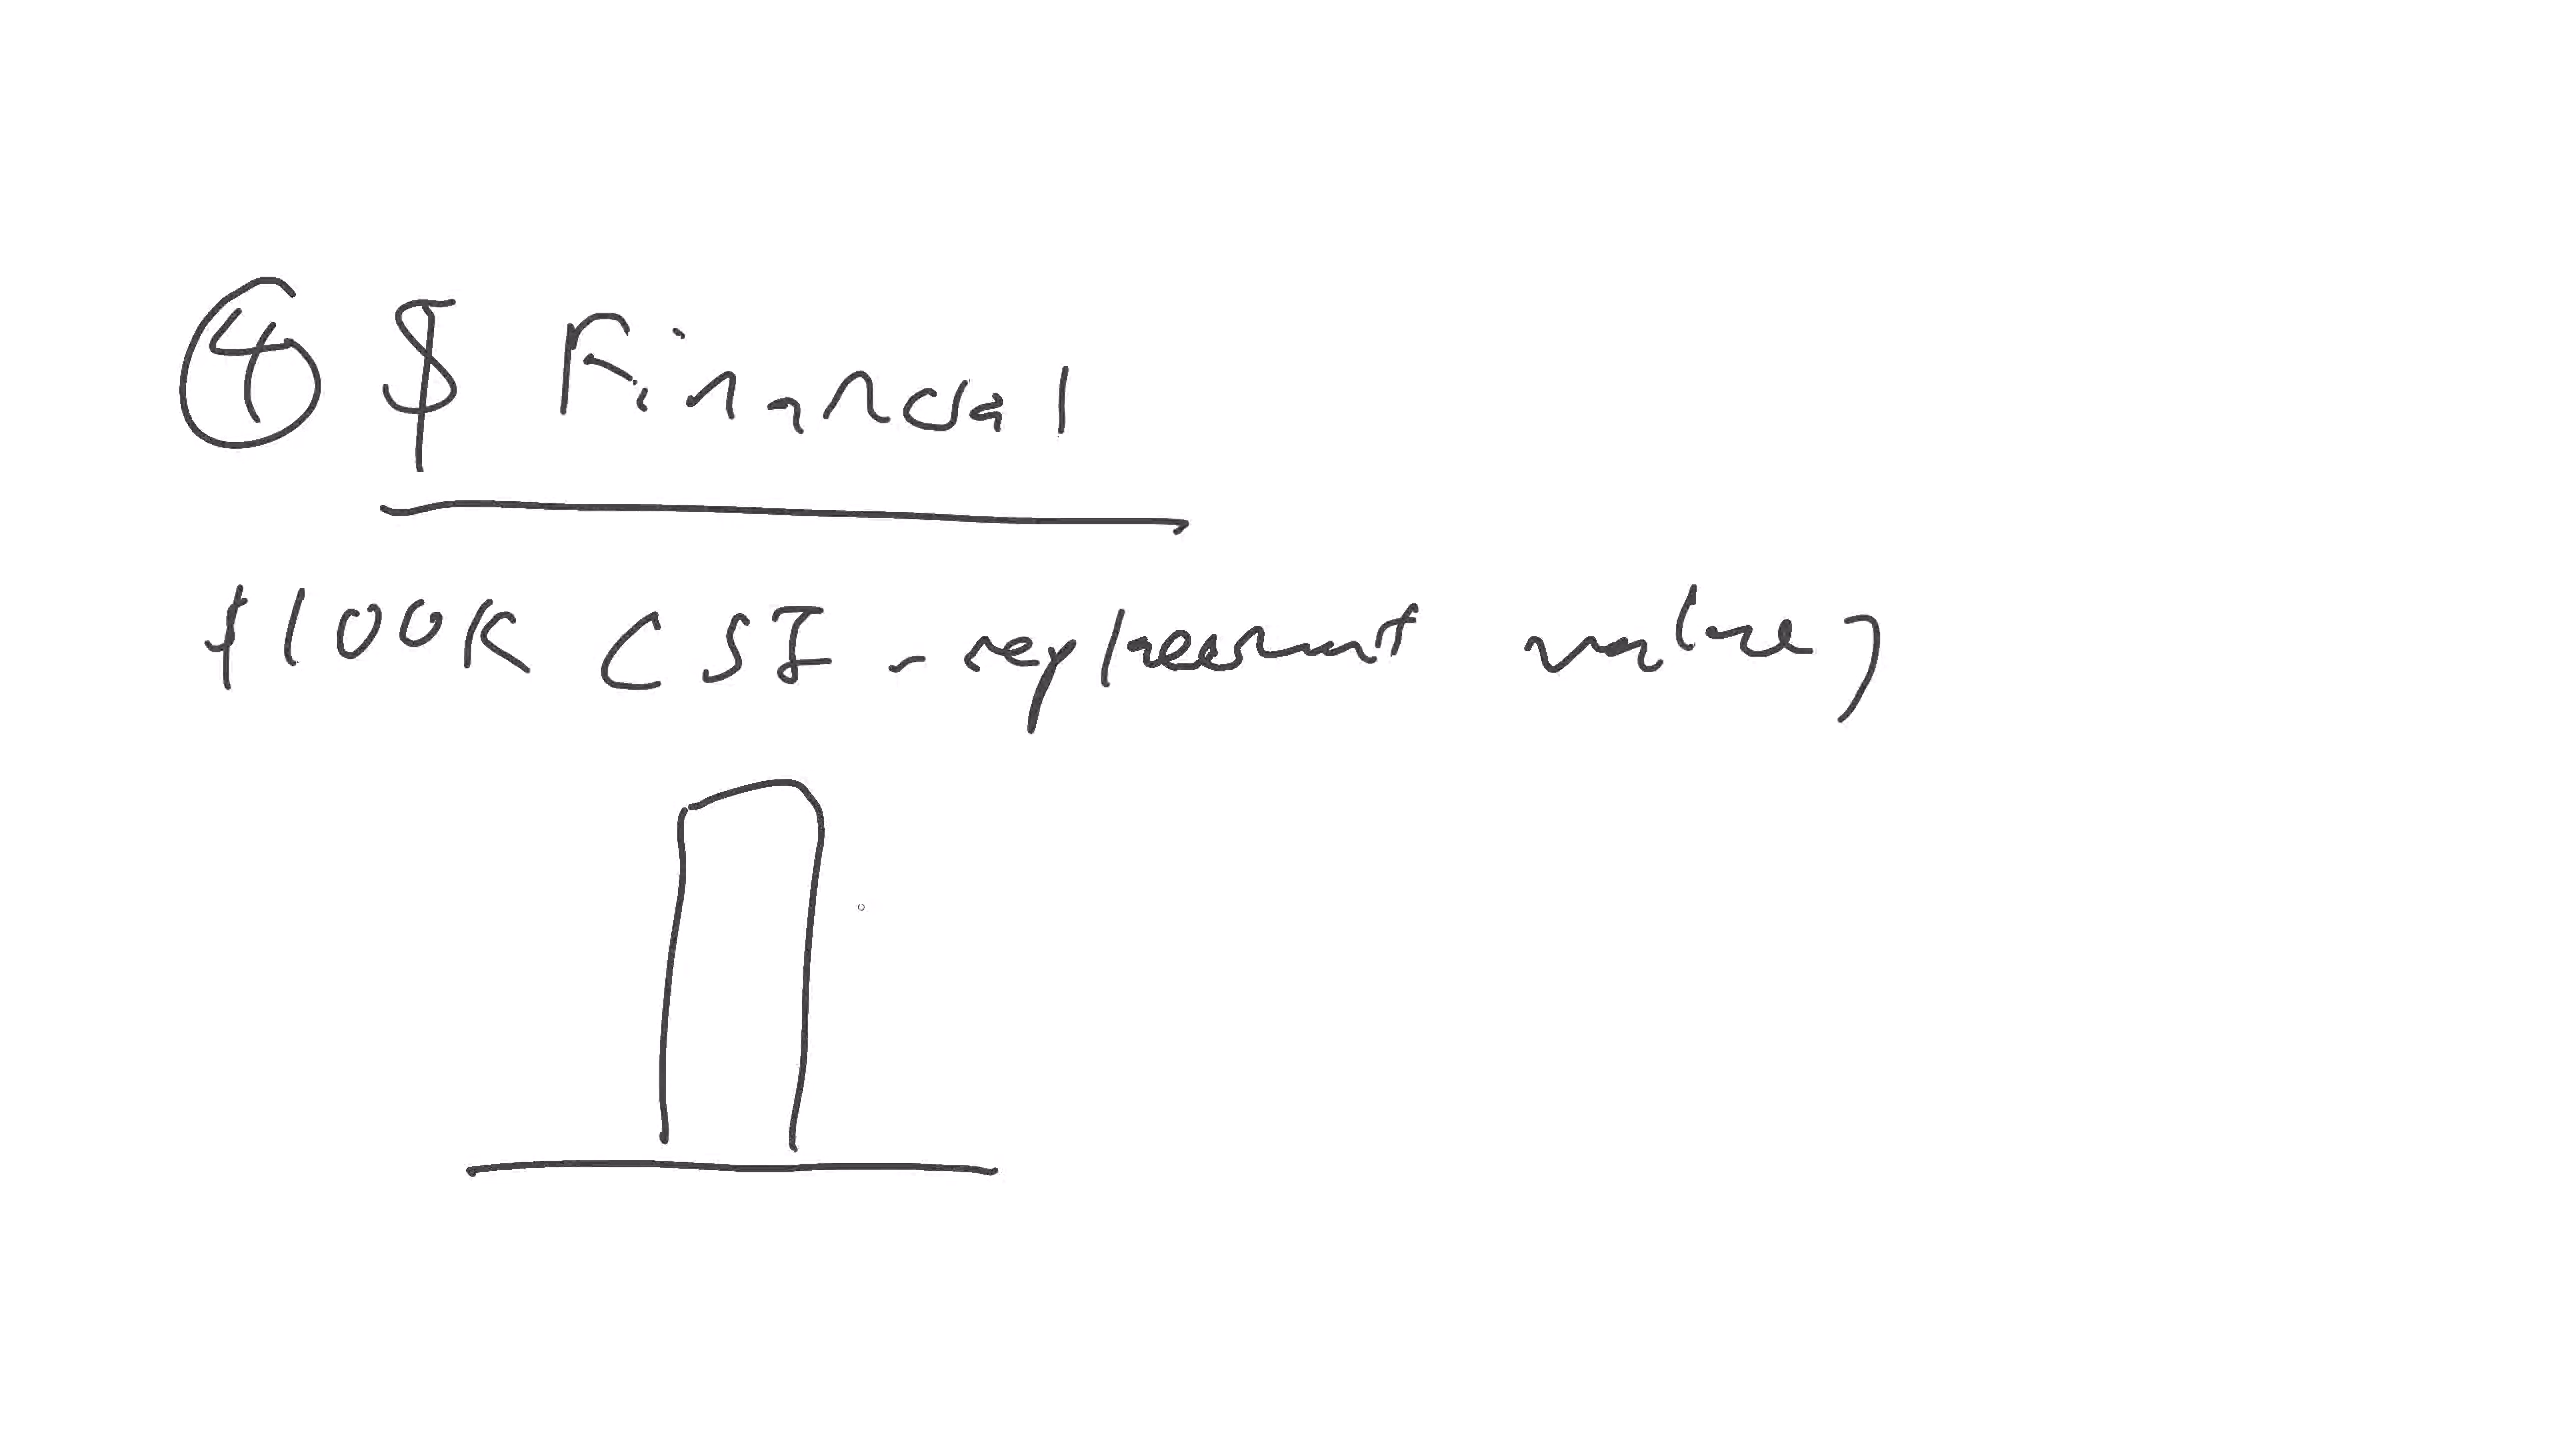 ④ $ Financial
$100K CSI - replacement value)